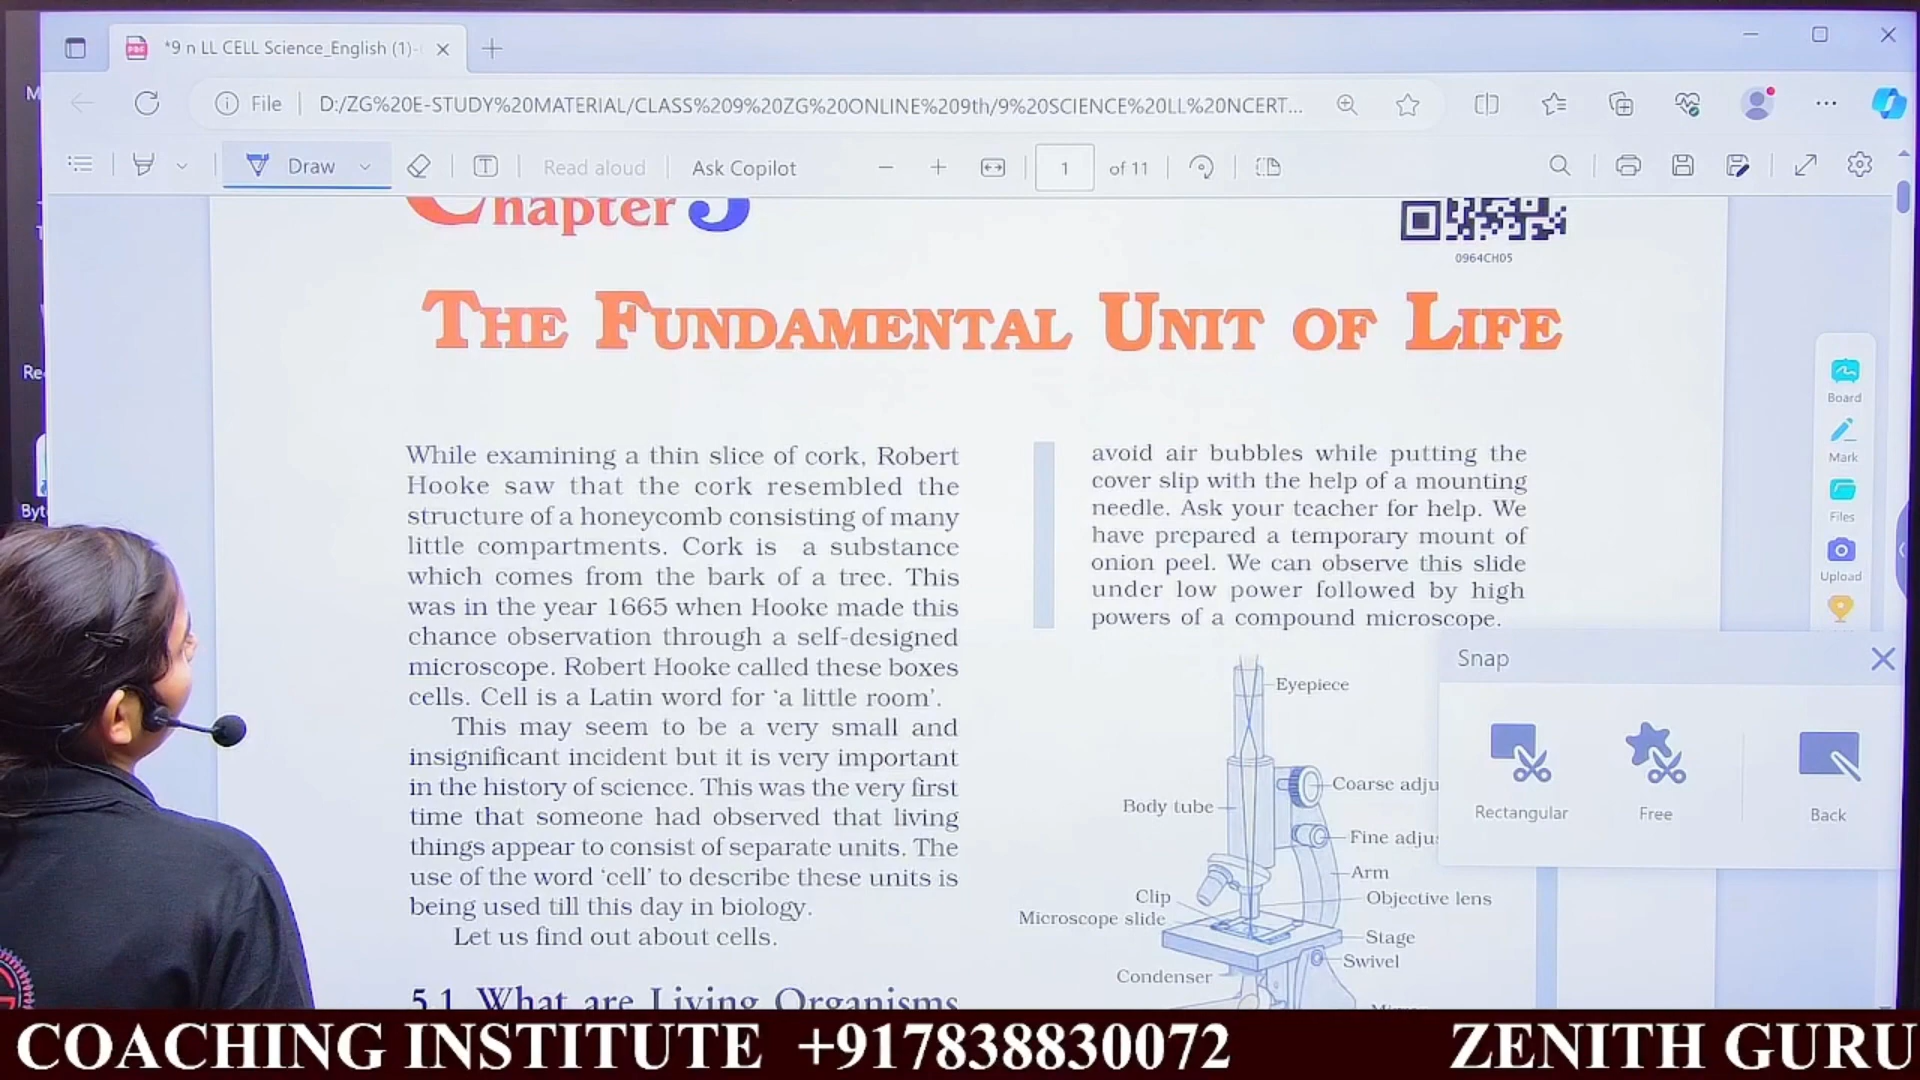 *9 n LL CELL Science_English (1)-
File
D:/ZG%20E-STUDY%20MATERIAL/CLASS%209%20ZG%20ONLINE%209th/9%20SCIENCE%20LL%20NCERT...
Draw
Read aloud
Ask Copilot
1
of 11
Chapter 5
0964CH05
THE FUNDAMENTAL UNIT OF LIFE
While examining a thin slice of cork, Robert
Hooke saw that the cork resembled the
structure of a honeycomb consisting of many
little compartments. Cork is a substance
which comes from the bark of a tree. This
was in the year 1665 when Hooke made this
chance observation through a self-designed
microscope. Robert Hooke called these boxes
cells. Cell is a Latin word for ‘a little room’.
This may seem to be a very small and
insignificant incident but it is very important
in the history of science. This was the very first
time that someone had observed that living
things appear to consist of separate units. The
use of the word ‘cell’ to describe these units is
being used till this day in biology.
Let us find out about cells.
5.1 What are Living Organisms
avoid air bubbles while putting the
cover slip with the help of a mounting
needle. Ask your teacher for help. We
have prepared a temporary mount of
onion peel. We can observe this slide
under low power followed by high
powers of a compound microscope.
Eyepiece
Coarse adju
Body tube
Fine adju
Arm
Clip
Objective lens
Microscope slide
Stage
Swivel
Condenser
Board
Mark
Files
Upload
Snap
Rectangular
Free
Back
COACHING INSTITUTE +917838830072 ZENITH GURU